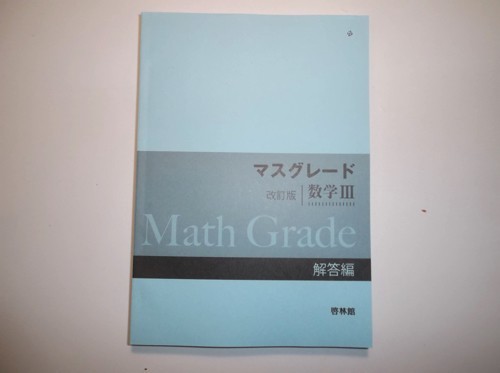 マスグレード
改訂版 数学III
Math Grade
解答編
啓林館